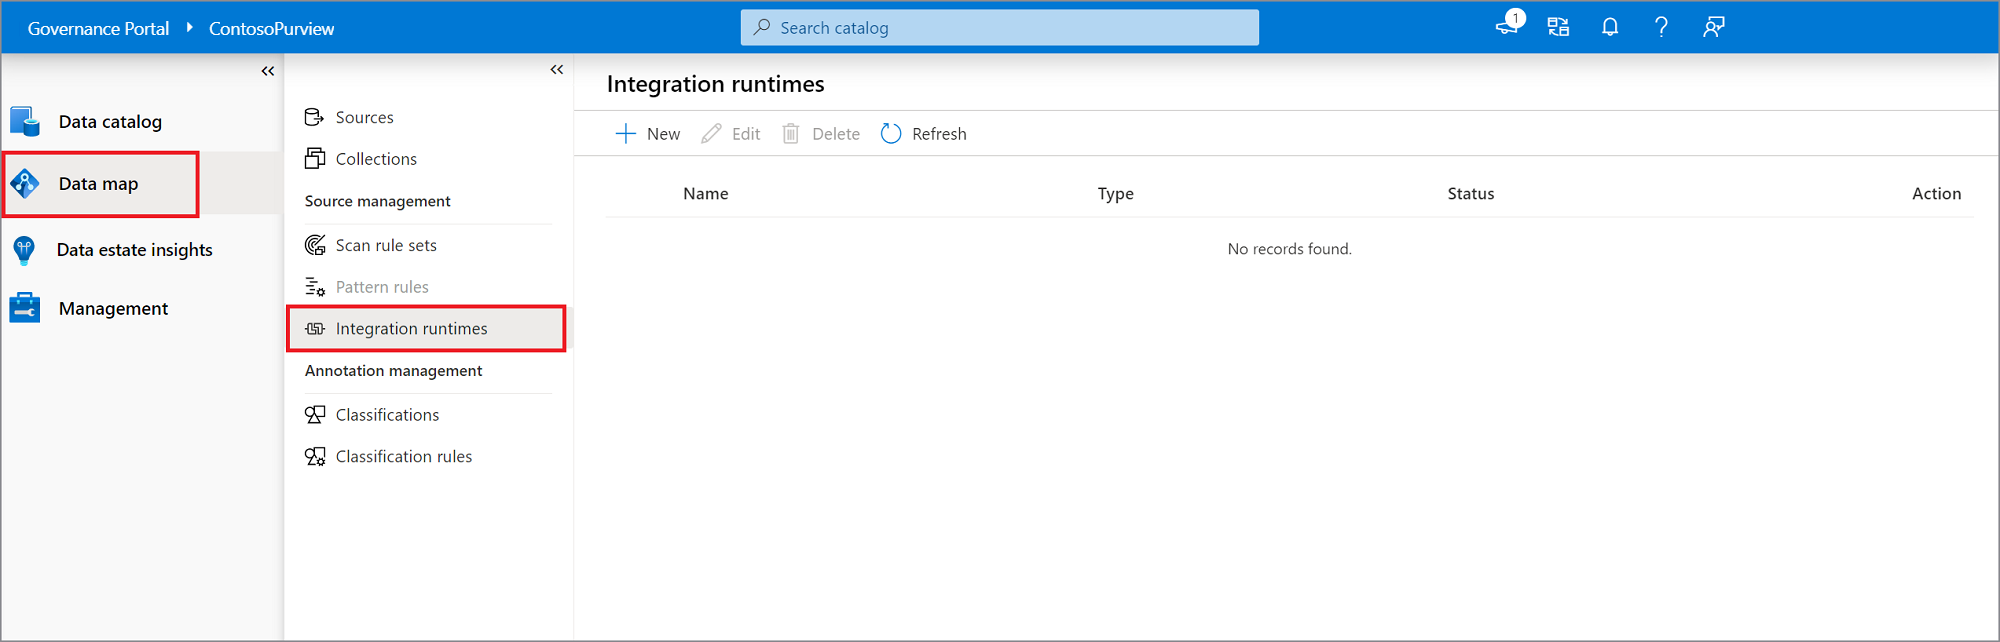 Governance Portal ContosoPurview
Search catalog
1
Data catalog
Data map
Data estate insights
Management
Sources
Collections
Source management
Scan rule sets
Pattern rules
Integration runtimes
Annotation management
Classifications
Classification rules
Integration runtimes
New Edit Delete Refresh
Name Type Status Action
No records found.